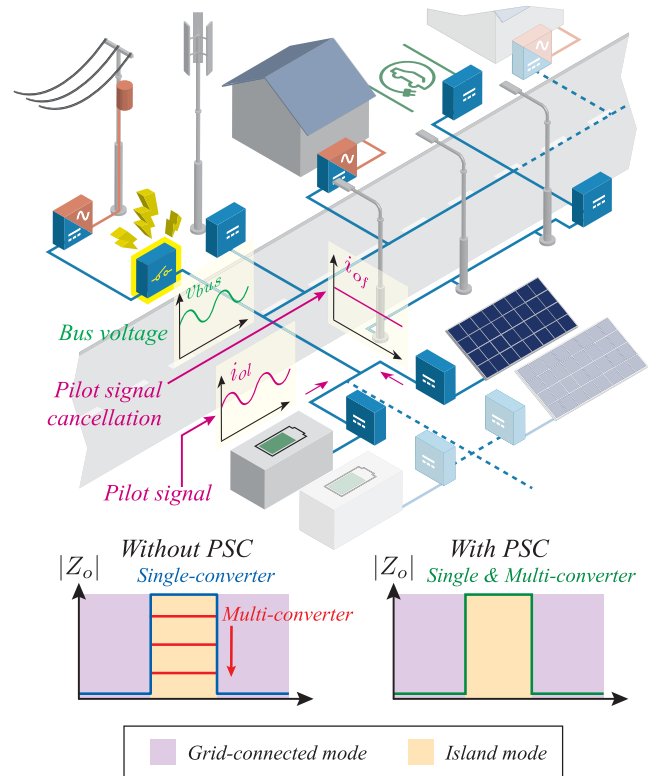 v_bus
i_of
Bus voltage
i_ol
Pilot signal
cancellation
Pilot signal
Without PSC
With PSC
|Z_o|
Single-converter
|Z_o|
Single & Multi-converter
Multi-converter
Grid-connected mode
Island mode